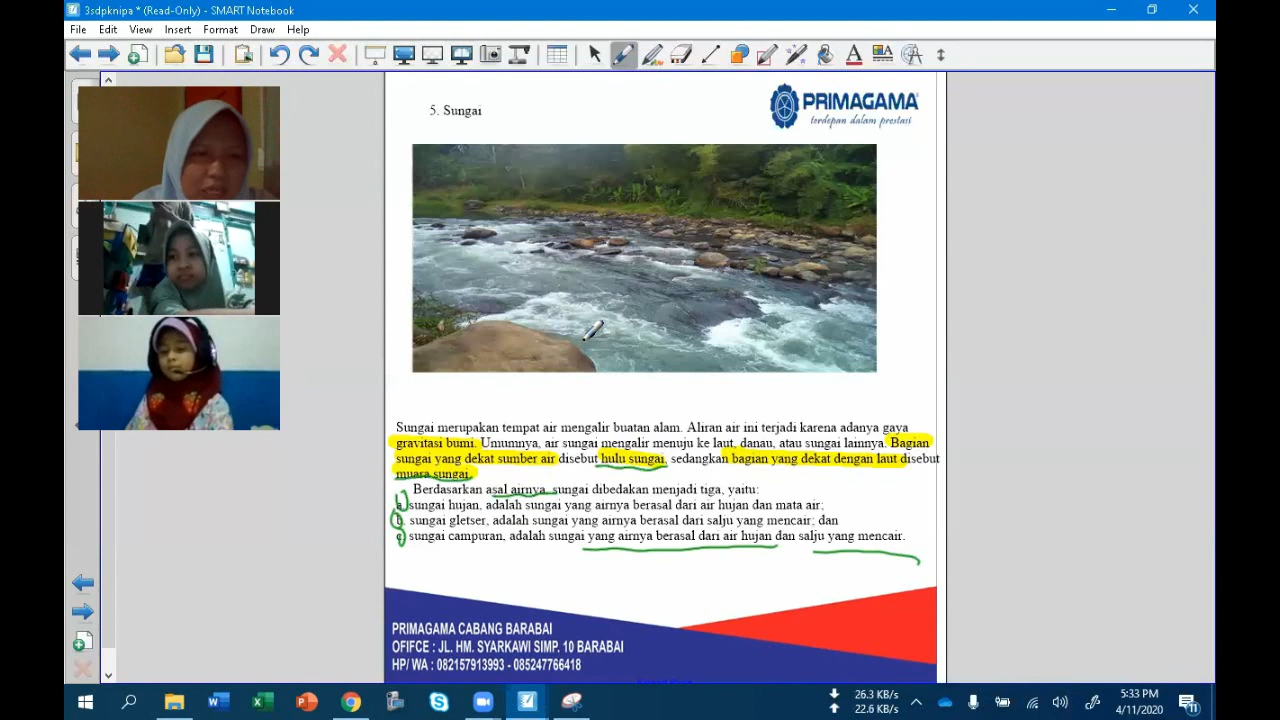 3sdpknipa * (Read-Only) - SMART Notebook
File Edit View Insert Format Draw Help
5. Sungai
PRIMAGAMA
terdepan dalam prestasi
Sungai merupakan tempat air mengalir buatan alam. Aliran air ini terjadi karena adanya gaya
gravitasi bumi. Umumnya, air sungai mengalir menuju ke laut, danau, atau sungai lainnya. Bagian
sungai yang dekat sumber air disebut hulu sungai, sedangkan bagian yang dekat dengan laut disebut
muara sungai.
Berdasarkan asal airnya, sungai dibedakan menjadi tiga, yaitu:
a. sungai hujan, adalah sungai yang airnya berasal dari air hujan dan mata air;
b. sungai gletser, adalah sungai yang airnya berasal dari salju yang mencair; dan
c. sungai campuran, adalah sungai yang airnya berasal dari air hujan dan salju yang mencair.
PRIMAGAMA CABANG BARABAI
OFIFCE : JL. HM. SYARKAWI SIMP. 10 BARABAI
HP/ WA : 082157913993 - 085247766418
26.3 KB/s
22.6 KB/s
5:33 PM
4/11/2020
11